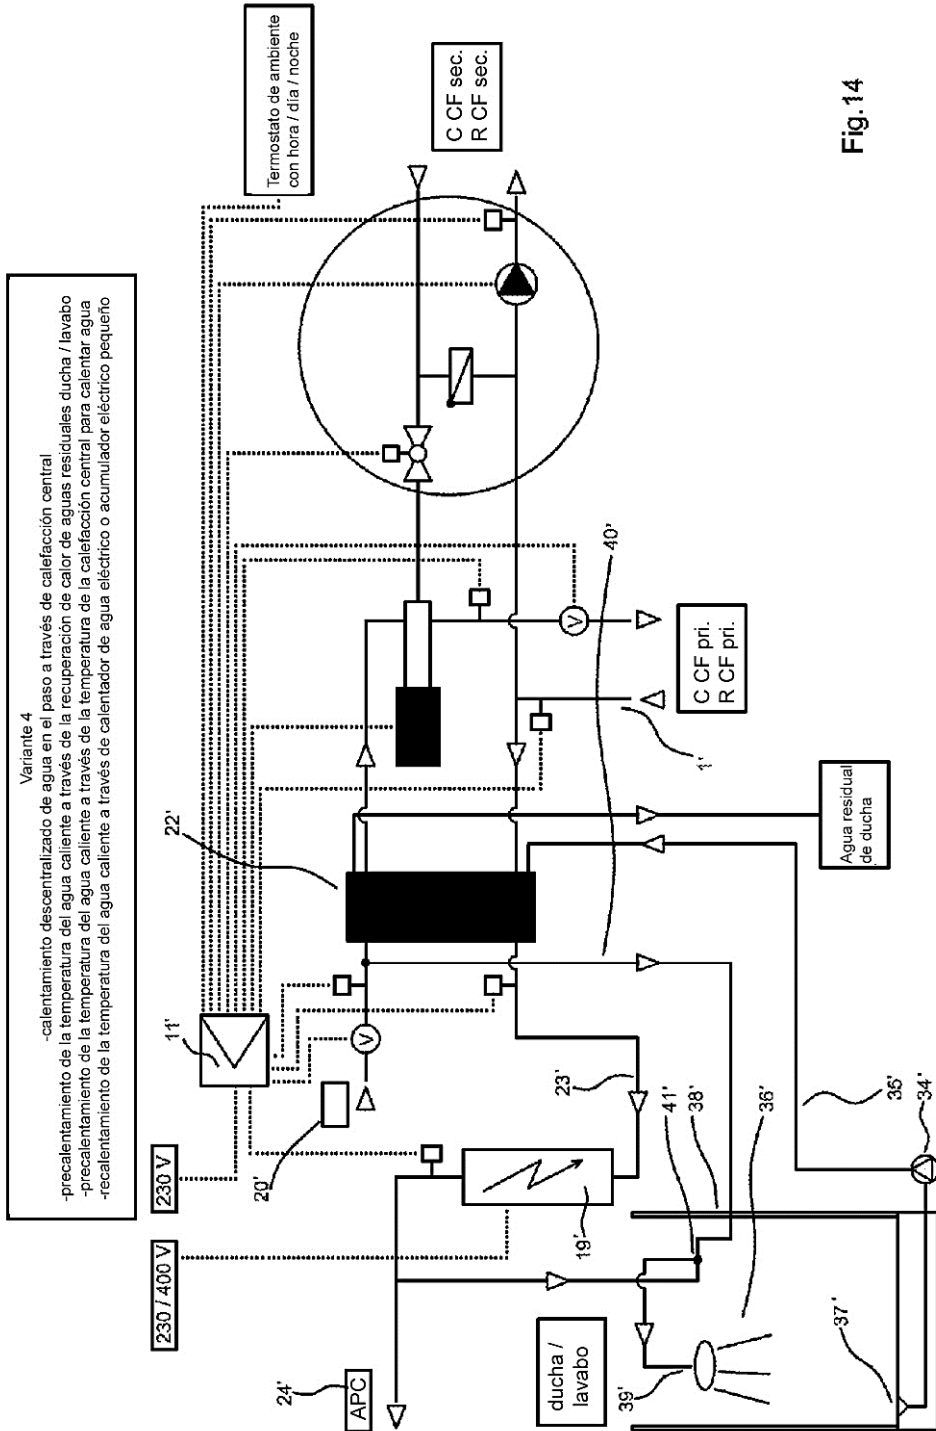 Variante 4
-calentamiento descentralizado de agua en el paso a través de calefacción central
-precalentamiento de la temperatura del agua caliente a través de la recuperación de calor de aguas residuales ducha / lavabo
-precalentamiento de la temperatura del agua caliente a través de la temperatura de la calefacción central para calentar agua
-recalentamiento de la temperatura del agua caliente a través de calentador de agua eléctrico o acumulador eléctrico pequeño
230 / 400 V
230 V
11'
22'
Termostato de ambiente
con hora / día / noche
20'
24'
APC
19'
23'
40'
C CF sec.
R CF sec.
C CF pri.
R CF pri.
1'
V
V
ducha /
lavabo
39'
41'
38'
36'
37'
35'
34'
Agua residual
de ducha
Fig.14